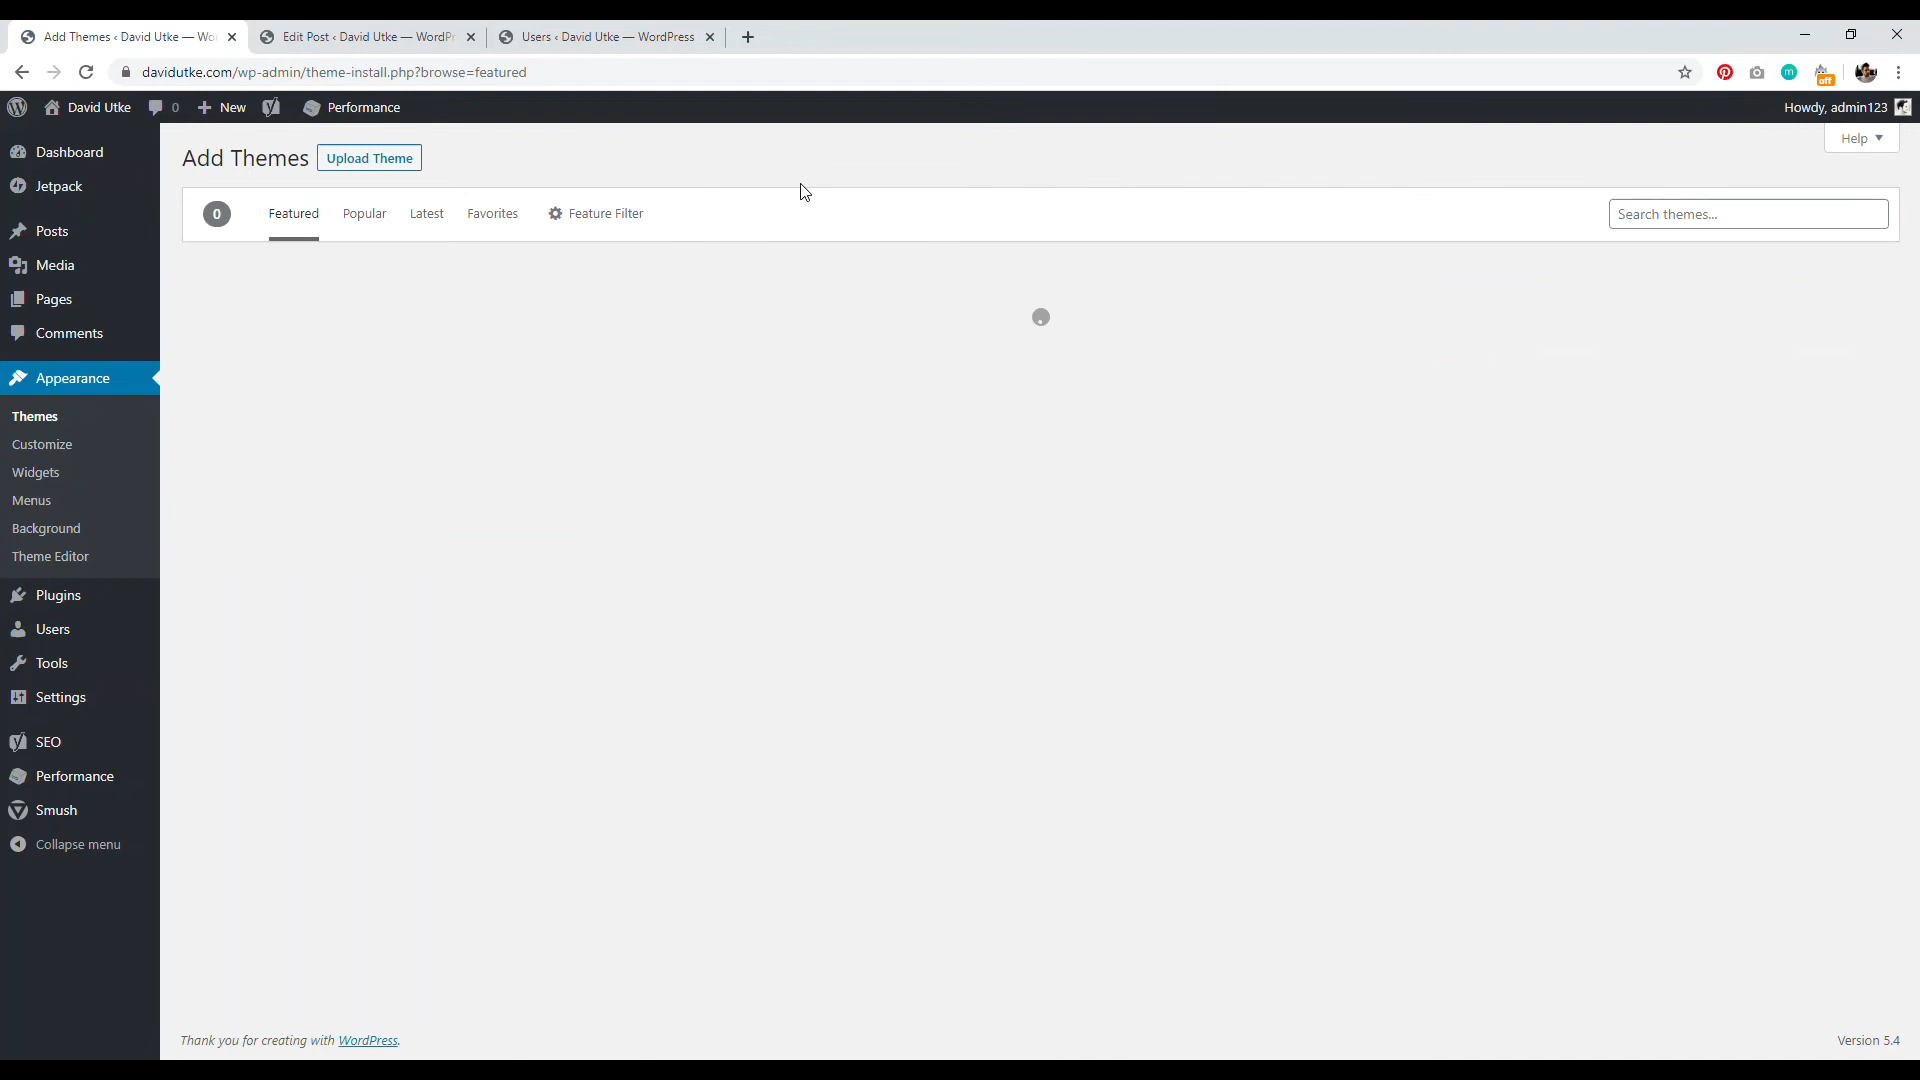 Add Themes ‹ David Utke — Wo
Edit Post ‹ David Utke — WordPr
Users ‹ David Utke — WordPress
davidutke.com/wp-admin/theme-install.php?browse=featured
m
off
David Utke
0
New
Performance
Howdy, admin123
Help
Dashboard
Jetpack
Posts
Media
Pages
Comments
Appearance
Themes
Customize
Widgets
Menus
Background
Theme Editor
Plugins
Users
Tools
Settings
SEO
Performance
Smush
Collapse menu
Add Themes
Upload Theme
0
Featured
Popular
Latest
Favorites
Feature Filter
Search themes...
Thank you for creating with WordPress.
Version 5.4